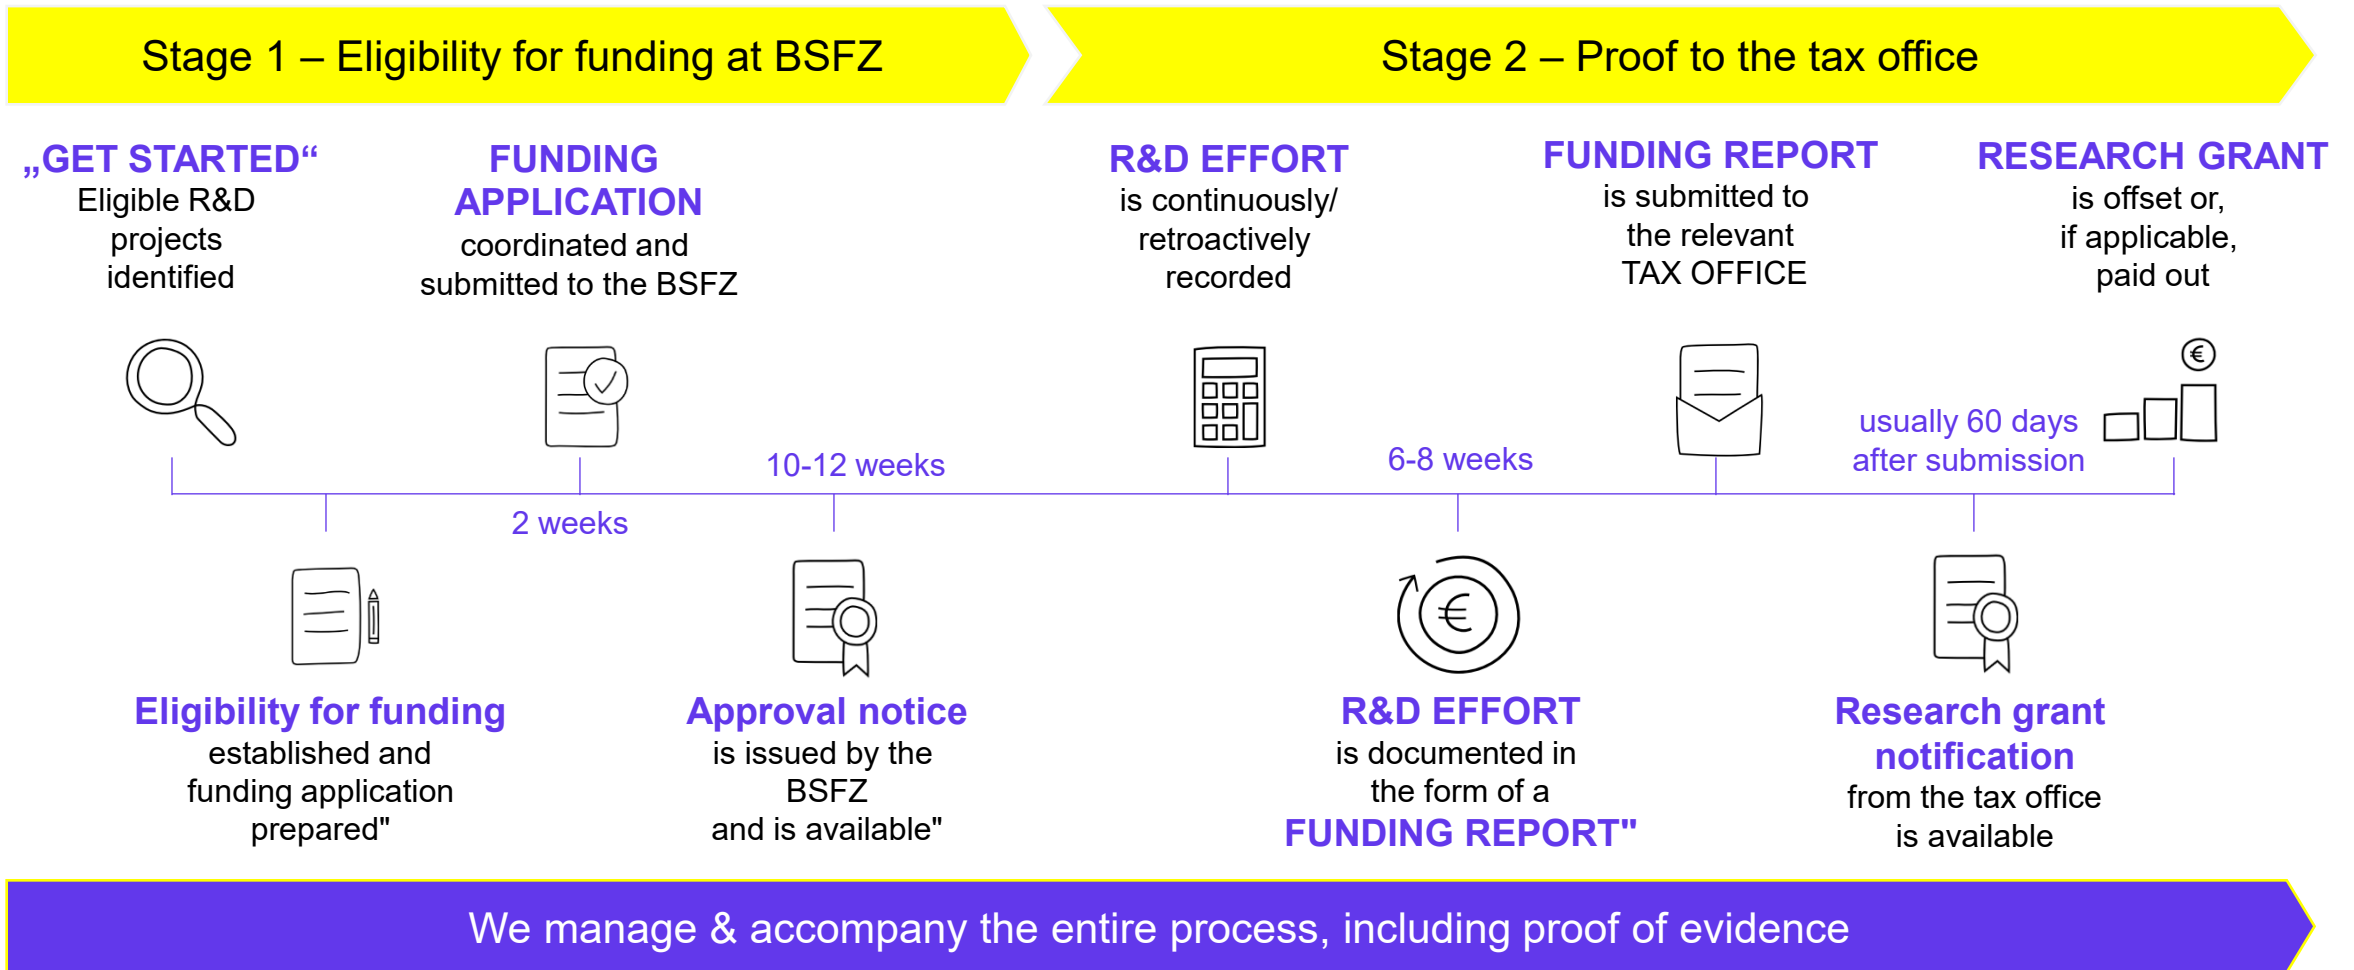 Stage 1 – Eligibility for funding at BSFZ
Stage 2 – Proof to the tax office
„GET STARTED“
Eligible R&D
projects
identified
FUNDING
APPLICATION
coordinated and
submitted to the BSFZ
R&D EFFORT
is continuously/
retroactively
recorded
FUNDING REPORT
is submitted to
the relevant
TAX OFFICE
RESEARCH GRANT
is offset or,
if applicable,
paid out
€
2 weeks
10-12 weeks
6-8 weeks
usually 60 days
after submission
€
Eligibility for funding
established and
funding application
prepared"
Approval notice
is issued by the
BSFZ
and is available"
R&D EFFORT
is documented in
the form of a
FUNDING REPORT"
Research grant
notification
from the tax office
is available
We manage & accompany the entire process, including proof of evidence